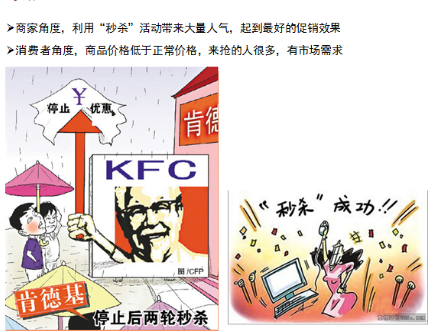 ➢商家角度，利用“秒杀”活动带来大量人气，起到最好的促销效果
➢消费者角度，商品价格低于正常价格，来抢的人很多，有市场需求
停止 ￥ 优惠
肯德
KFC
图/CFP
肯德基
停止后两轮秒杀
“秒杀”成功!!